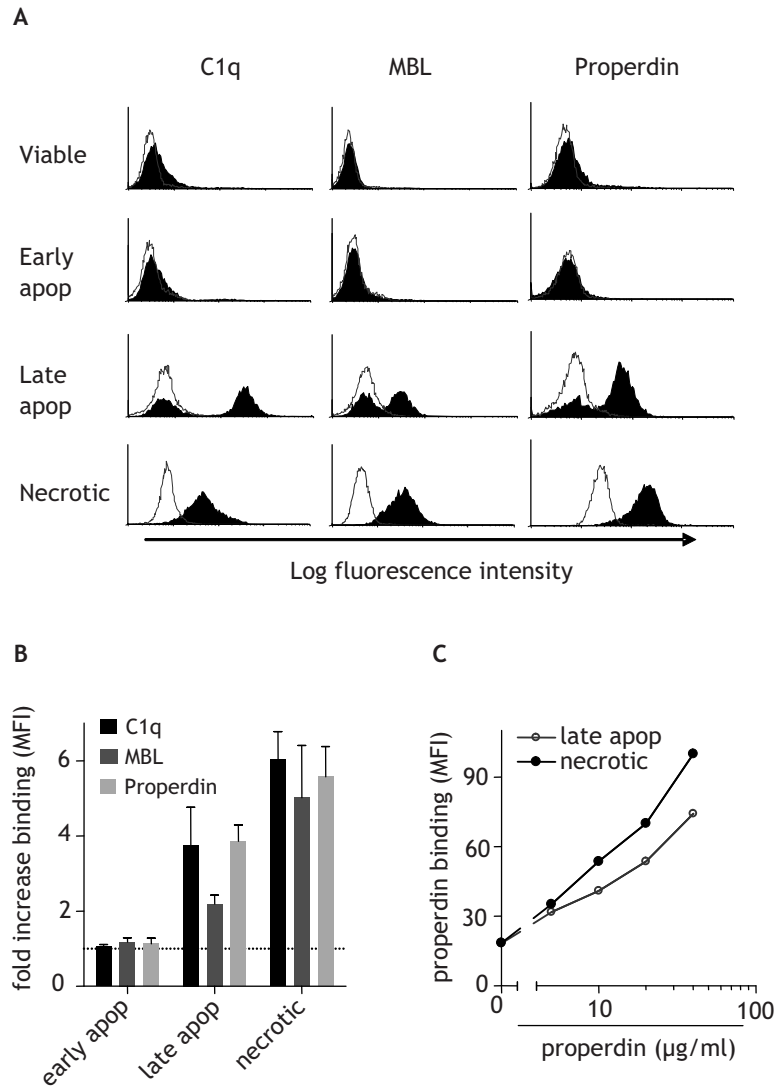 A
C1q MBL Properdin
Viable
Early
apop
Late
apop
Necrotic
Log fluorescence intensity
B
fold increase binding (MFI)
6
4
2
0
C1q
MBL
Properdin
early apop
late apop
necrotic
C
properdin binding (MFI)
90
60
30
0
late apop
necrotic
0 10 100
properdin (µg/ml)